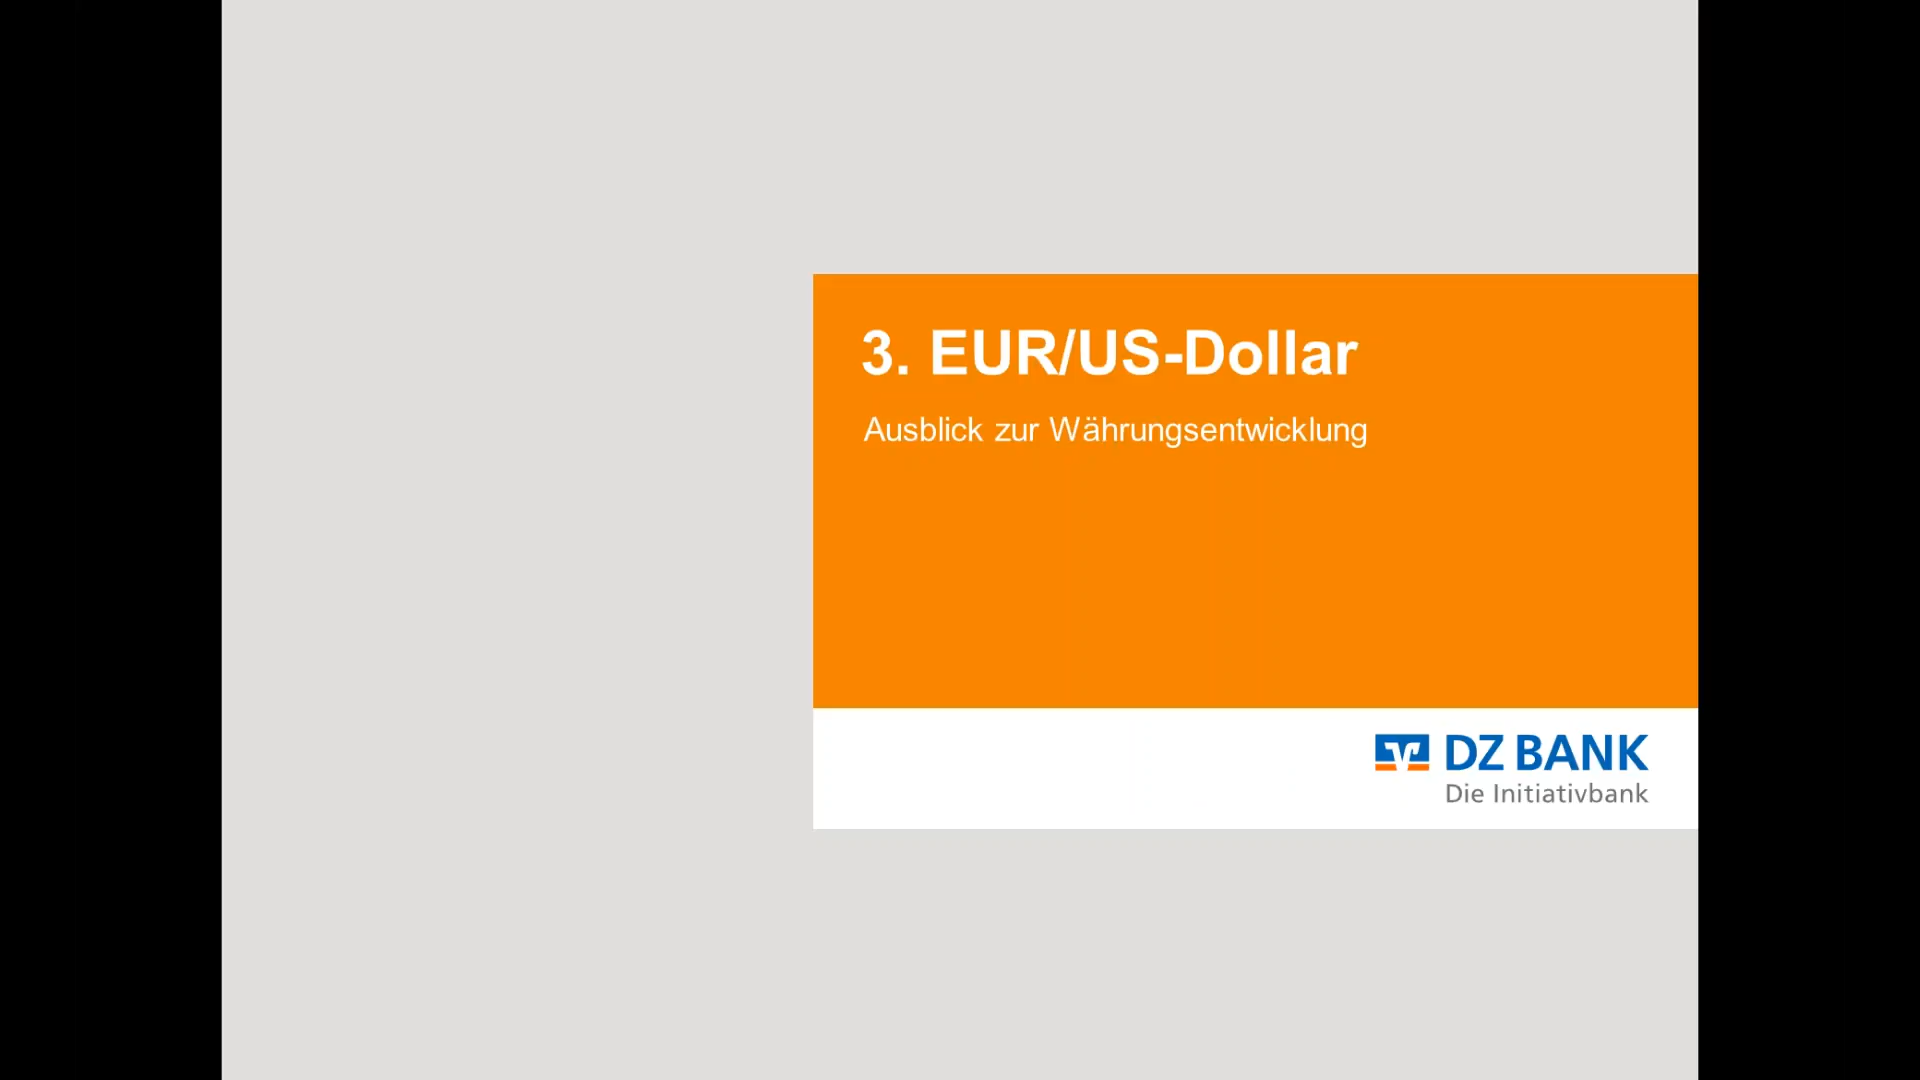 3. EUR/US-Dollar
Ausblick zur Währungsentwicklung
DZ BANK
Die Initiativbank